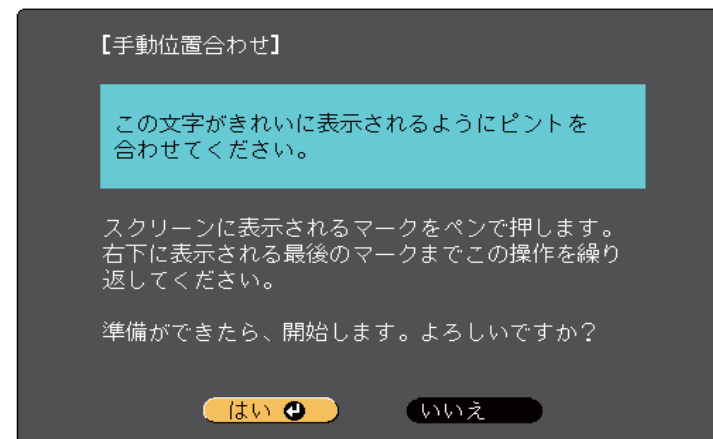 【手動位置合わせ】
この文字がきれいに表示されるようにピントを
合わせてください。
スクリーンに表示されるマークをペンで押します。
右下に表示される最後のマークまでこの操作を繰り
返してください。
準備ができたら、開始します。よろしいですか？
はい
いいえ